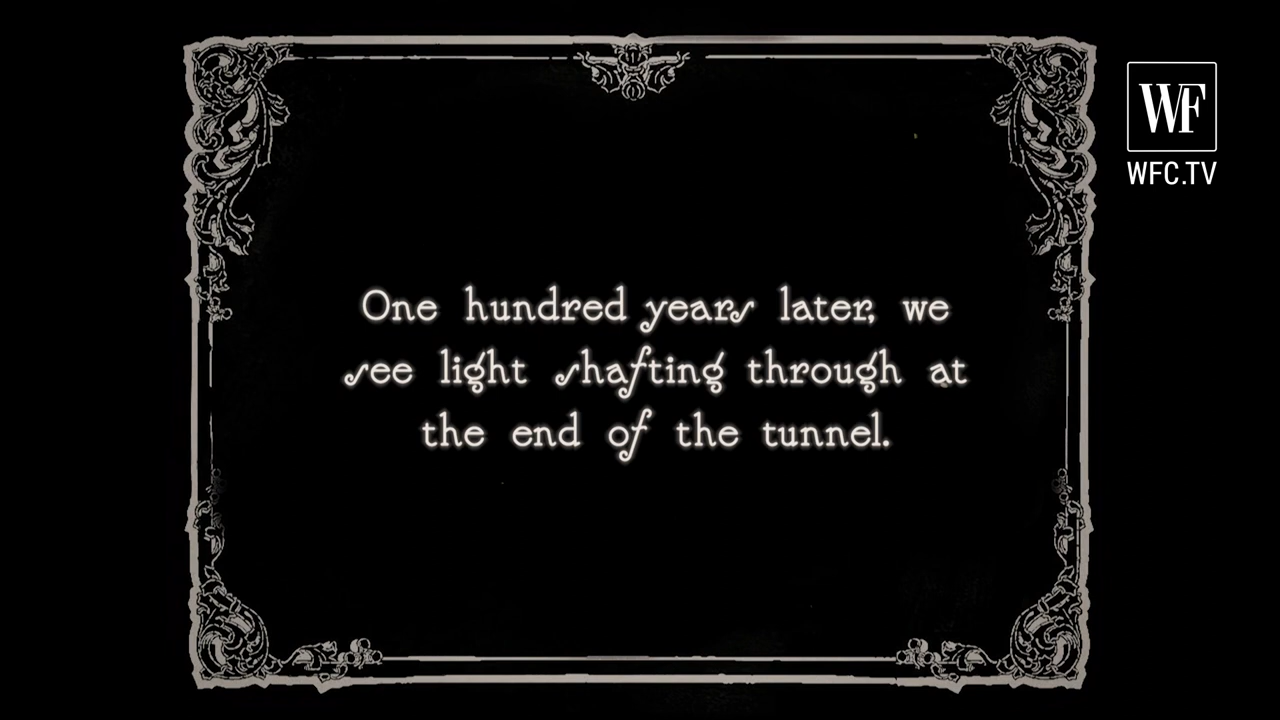 WF
WFC.TV
One hundred years later, we
see light shafting through at
the end of the tunnel.